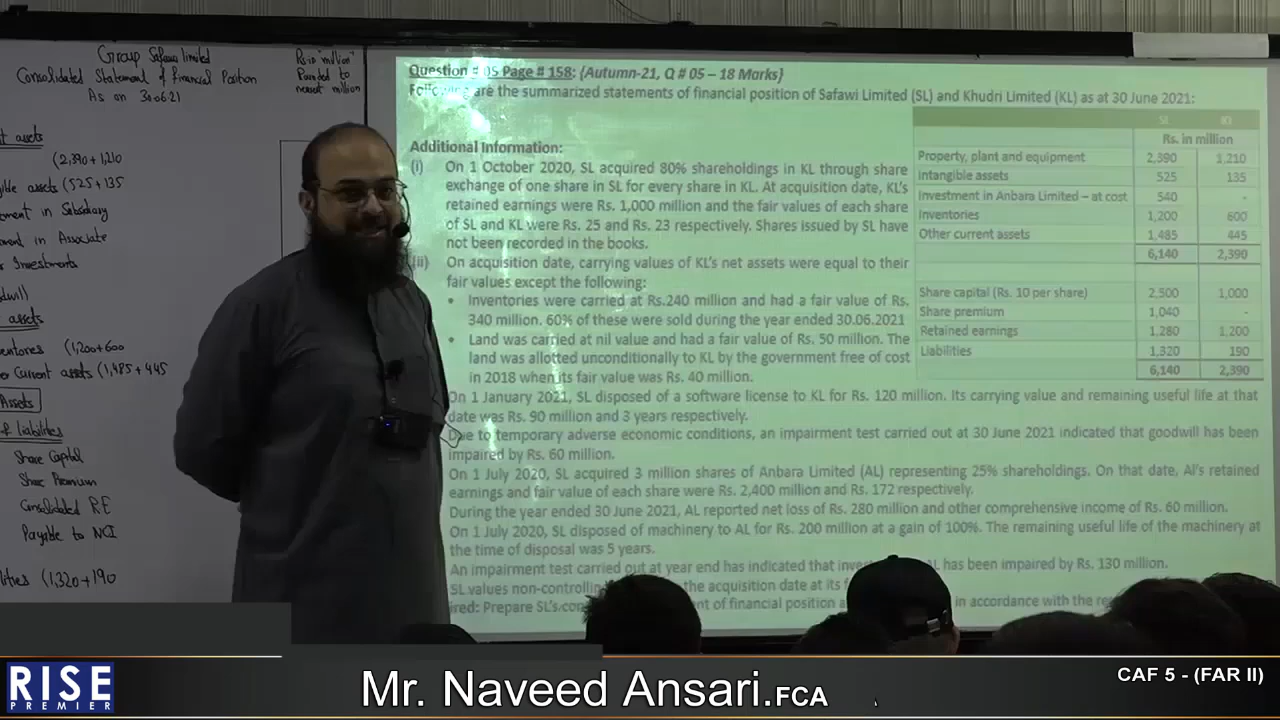 Group Safawi limited
Consolidated Statement of Financial Position
As on 30.06.21
Rs in "million"
Rounded to
nearest million
t assets
(2,390 + 1,210
gible assets (525 + 135
ment in Subsidiary
ment in Associate
r Investments
dwill)
assets
entories (1,200 + 600
er Current assets (1,485 + 445
Assets
& liabilities
Share Capital
Share Premium
Consolidated R.E
Payable to NCI
lities (1,320 + 190
Question # 05 Page # 158: {Autumn-21, Q # 05 – 18 Marks}
Following are the summarized statements of financial position of Safawi Limited (SL) and Khudri Limited (KL) as at 30 June 2021:
SL KL
Rs. in million
Property, plant and equipment 2,390 1,210
Intangible assets 525 135
Investment in Anbara Limited – at cost 540 -
Inventories 1,200 600
Other current assets 1,485 445
6,140 2,390
Share capital (Rs. 10 per share) 2,500 1,000
Share premium 1,040 -
Retained earnings 1,280 1,200
Liabilities 1,320 190
6,140 2,390
Additional Information:
(i) On 1 October 2020, SL acquired 80% shareholdings in KL through share
exchange of one share in SL for every share in KL. At acquisition date, KL's
retained earnings were Rs. 1,000 million and the fair values of each share
of SL and KL were Rs. 25 and Rs. 23 respectively. Shares issued by SL have
not been recorded in the books.
(ii) On acquisition date, carrying values of KL's net assets were equal to their
fair values except the following:
• Inventories were carried at Rs.240 million and had a fair value of Rs.
340 million. 60% of these were sold during the year ended 30.06.2021
• Land was carried at nil value and had a fair value of Rs. 50 million. The
land was allotted unconditionally to KL by the government free of cost
in 2018 when its fair value was Rs. 40 million.
On 1 January 2021, SL disposed of a software license to KL for Rs. 120 million. Its carrying value and remaining useful life at that
date was Rs. 90 million and 3 years respectively.
Due to temporary adverse economic conditions, an impairment test carried out at 30 June 2021 indicated that goodwill has been
impaired by Rs. 60 million.
On 1 July 2020, SL acquired 3 million shares of Anbara Limited (AL) representing 25% shareholdings. On that date, Al's retained
earnings and fair value of each share were Rs. 2,400 million and Rs. 172 respectively.
During the year ended 30 June 2021, AL reported net loss of Rs. 280 million and other comprehensive income of Rs. 60 million.
On 1 July 2020, SL disposed of machinery to AL for Rs. 200 million at a gain of 100%. The remaining useful life of the machinery at
the time of disposal was 5 years.
An impairment test carried out at year end has indicated that inves AL has been impaired by Rs. 130 million.
SL values non-controlling the acquisition date at its f
ired: Prepare SL's con nt of financial position a in accordance with the re
RISE
PREMIER
Mr. Naveed Ansari.FCA
CAF 5 - (FAR II)